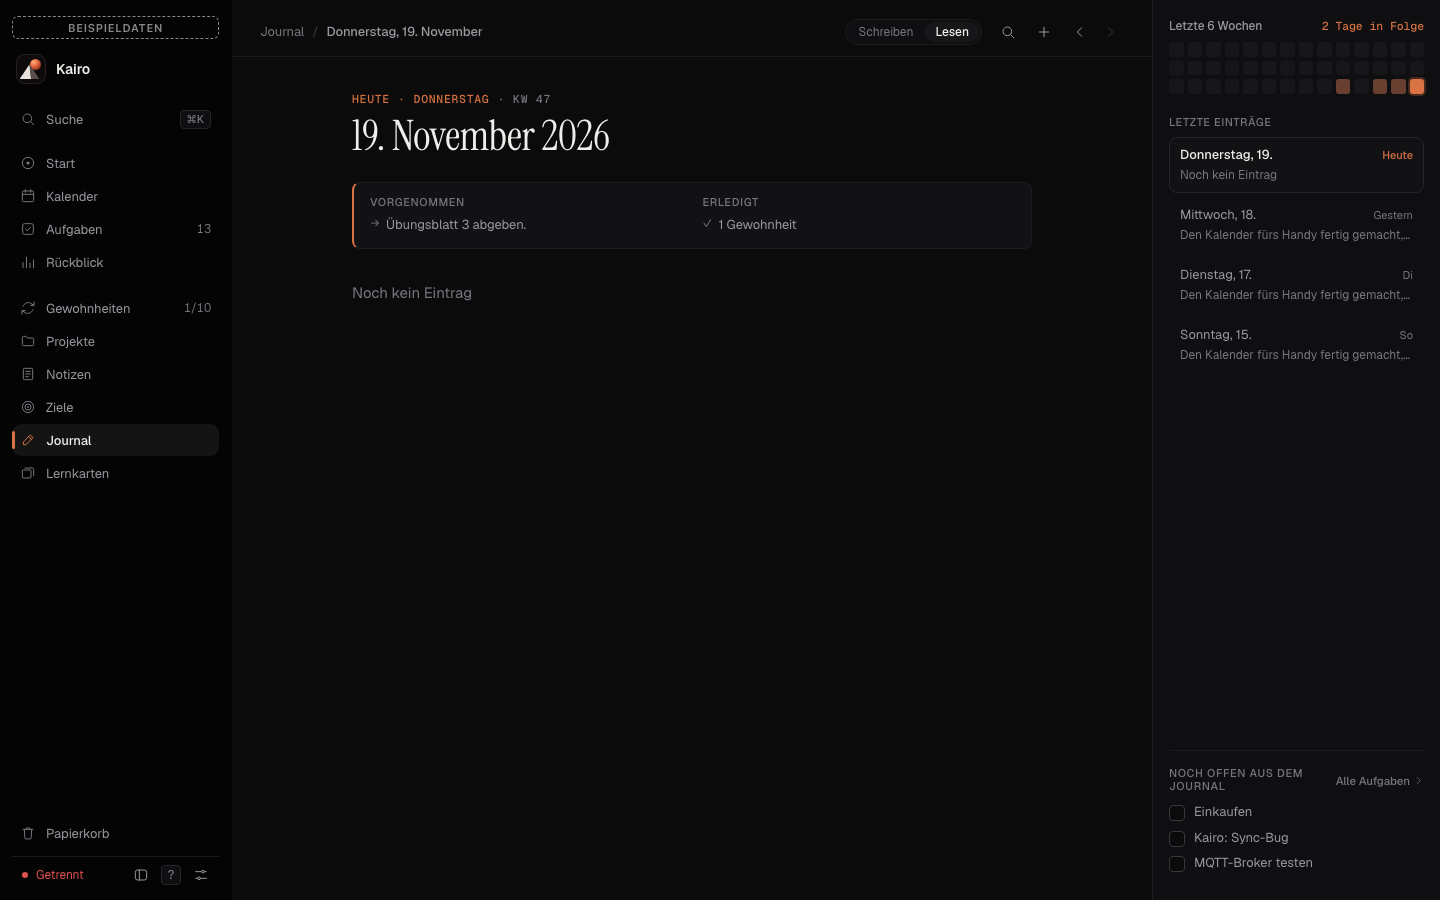 BEISPIELDATEN
Kairo
Suche ⌘K
Start
Kalender
Aufgaben 13
Rückblick
Gewohnheiten 1/10
Projekte
Notizen
Ziele
Journal
Lernkarten
Papierkorb
Getrennt ?
Journal / Donnerstag, 19. November
Schreiben Lesen
HEUTE · DONNERSTAG · KW 47
19. November 2026
VORGENOMMEN
→ Übungsblatt 3 abgeben.
ERLEDIGT
✓ 1 Gewohnheit
Noch kein Eintrag
Letzte 6 Wochen 2 Tage in Folge
LETZTE EINTRÄGE
Donnerstag, 19. Heute
Noch kein Eintrag
Mittwoch, 18. Gestern
Den Kalender fürs Handy fertig gemacht,…
Dienstag, 17. Di
Den Kalender fürs Handy fertig gemacht,…
Sonntag, 15. So
Den Kalender fürs Handy fertig gemacht,…
NOCH OFFEN AUS DEM
JOURNAL
Alle Aufgaben
Einkaufen
Kairo: Sync-Bug
MQTT-Broker testen